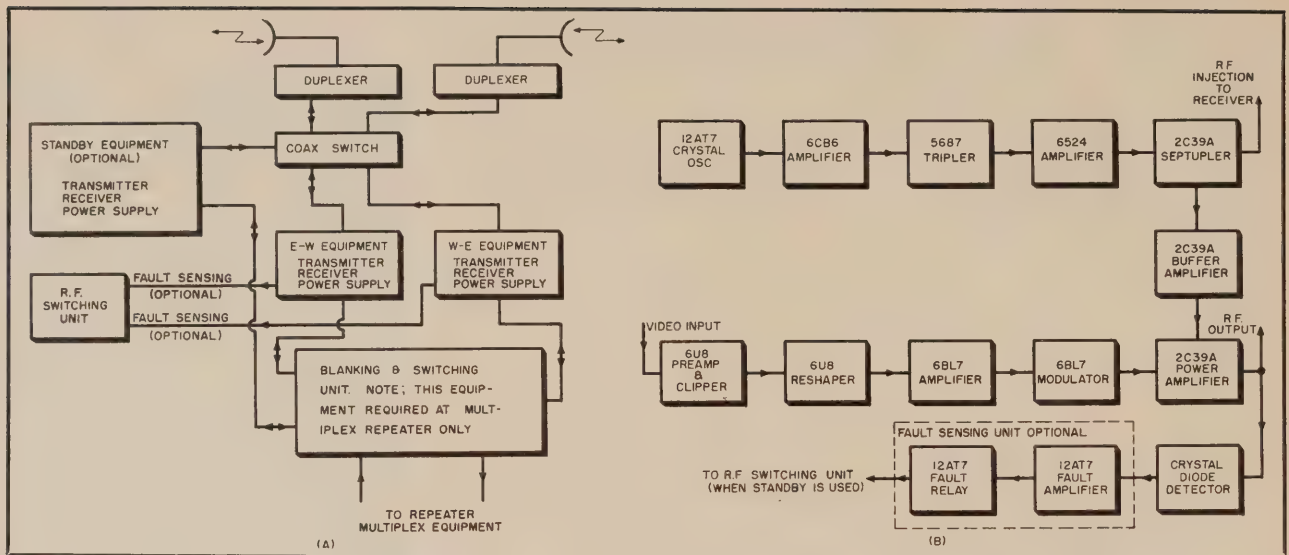 DUPLEXER
DUPLEXER
STANDBY EQUIPMENT
(OPTIONAL)
TRANSMITTER
RECEIVER
POWER SUPPLY
COAX SWITCH
E-W EQUIPMENT
TRANSMITTER
RECEIVER
POWER SUPPLY
W-E EQUIPMENT
TRANSMITTER
RECEIVER
POWER SUPPLY
R.F.
SWITCHING
UNIT
FAULT SENSING
(OPTIONAL)
FAULT SENSING
(OPTIONAL)
BLANKING & SWITCHING
UNIT. NOTE; THIS EQUIP-
MENT REQUIRED AT MULT-
IPLEX REPEATER ONLY
TO REPEATER
MULTIPLEX EQUIPMENT
(A)
RF
INJECTION
TO
RECEIVER
12AT7
CRYSTAL
OSC
6CB6
AMPLIFIER
5687
TRIPLER
6524
AMPLIFIER
2C39A
SEPTUPLER
2C39A
BUFFER
AMPLIFIER
VIDEO INPUT
R.F.
OUTPUT
6U8
PREAMP
&
CLIPPER
6U8
RESHAPER
6BL7
AMPLIFIER
6BL7
MODULATOR
2C39A
POWER
AMPLIFIER
FAULT SENSING UNIT OPTIONAL
TO R.F. SWITCHING UNIT
(WHEN STANDBY IS USED)
12AT7
FAULT
RELAY
12AT7
FAULT
AMPLIFIER
CRYSTAL
DIODE
DETECTOR
(B)